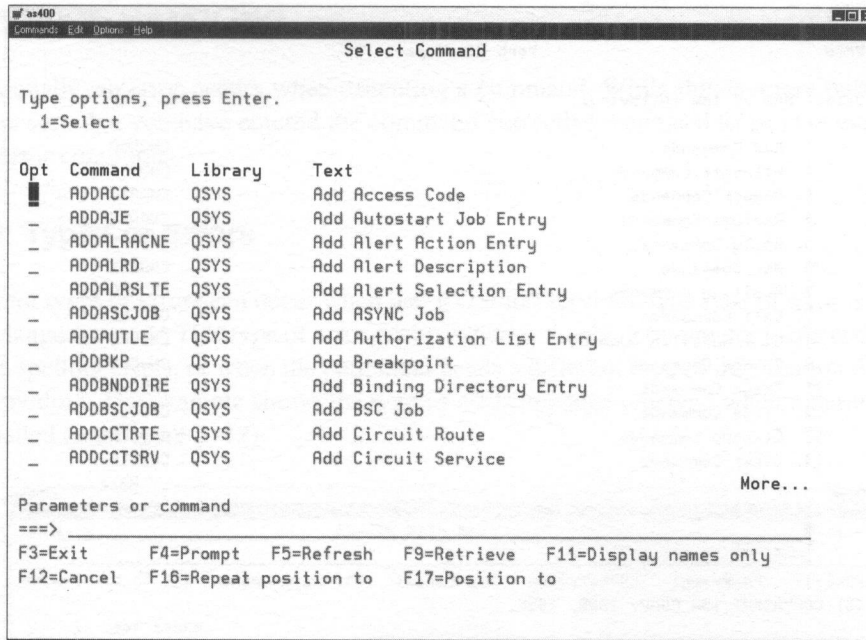 as400
Commands Edit Options Help
Select Command
Type options, press Enter.
1=Select
Opt Command Library Text
ADDACC QSYS Add Access Code
_ ADDAJE QSYS Add Autostart Job Entry
_ ADDALRACNE QSYS Add Alert Action Entry
_ ADDALRD QSYS Add Alert Description
_ ADDALRSLTE QSYS Add Alert Selection Entry
_ ADDASCJOB QSYS Add ASYNC Job
_ ADDAUTLE QSYS Add Authorization List Entry
_ ADDBKP QSYS Add Breakpoint
_ ADDBNDDIRE QSYS Add Binding Directory Entry
_ ADDBSCJOB QSYS Add BSC Job
_ ADDCCTRTE QSYS Add Circuit Route
_ ADDCCTSRV QSYS Add Circuit Service
More...
Parameters or command
===>
F3=Exit F4=Prompt F5=Refresh F9=Retrieve F11=Display names only
F12=Cancel F16=Repeat position to F17=Position to